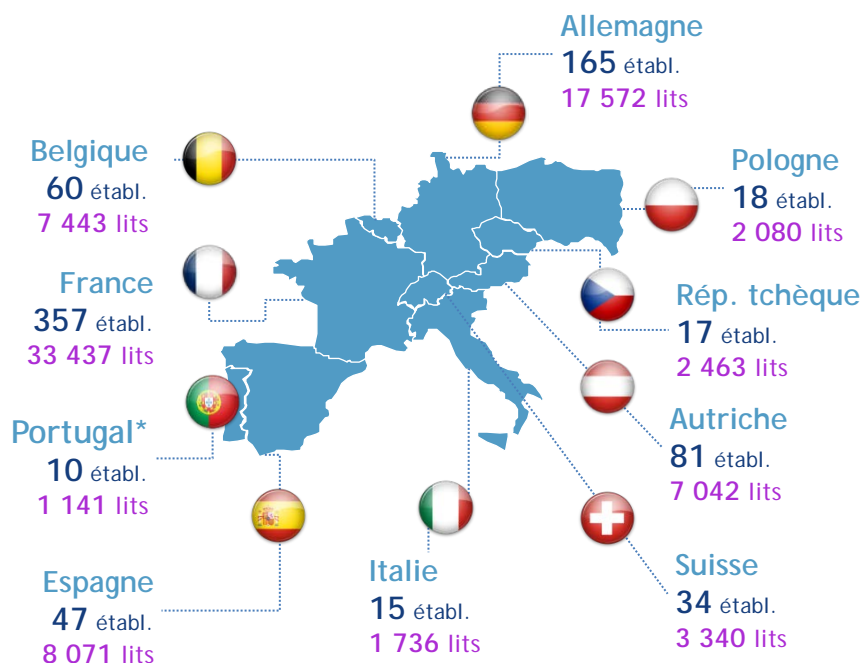 Allemagne
165 établ.
17 572 lits
Belgique
60 établ.
7 443 lits
Pologne
18 établ.
2 080 lits
France
357 établ.
33 437 lits
Rép. tchèque
17 établ.
2 463 lits
Portugal*
10 établ.
1 141 lits
Autriche
81 établ.
7 042 lits
Espagne
47 établ.
8 071 lits
Italie
15 établ.
1 736 lits
Suisse
34 établ.
3 340 lits